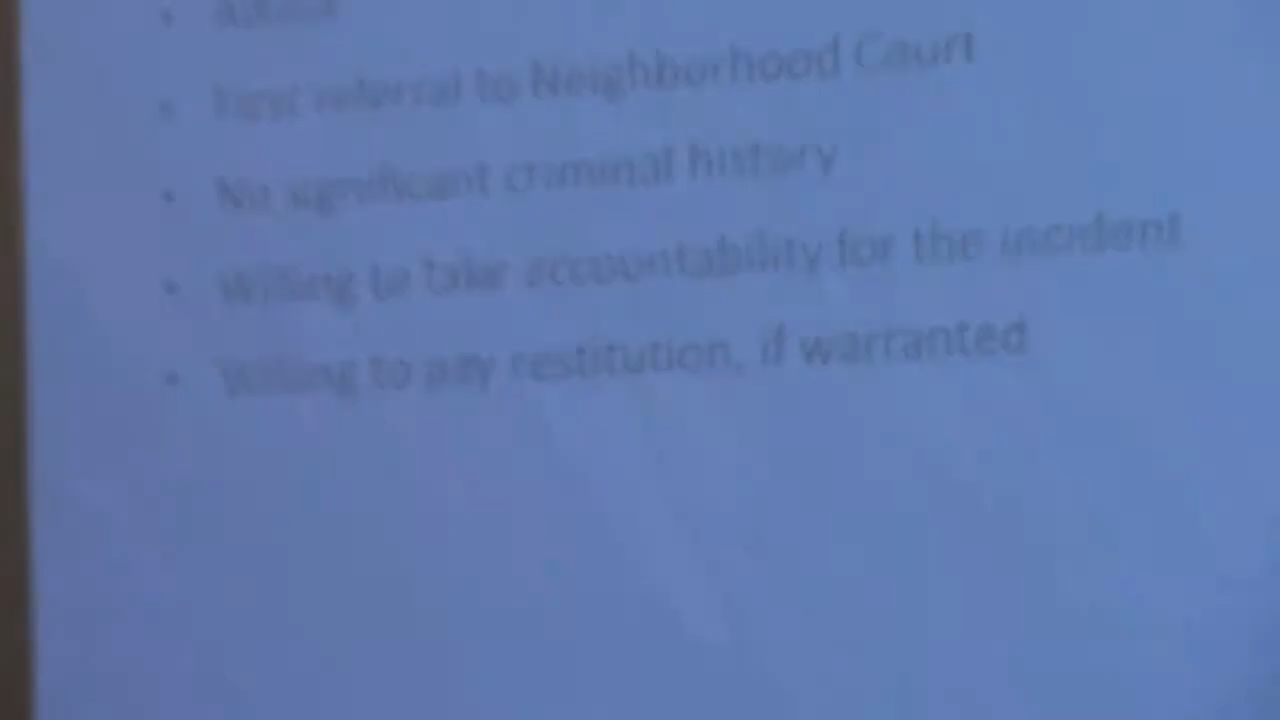 First referral to Neighborhood Court
No significant criminal history
Willing to take accountability for the incident
Willing to pay restitution, if warranted